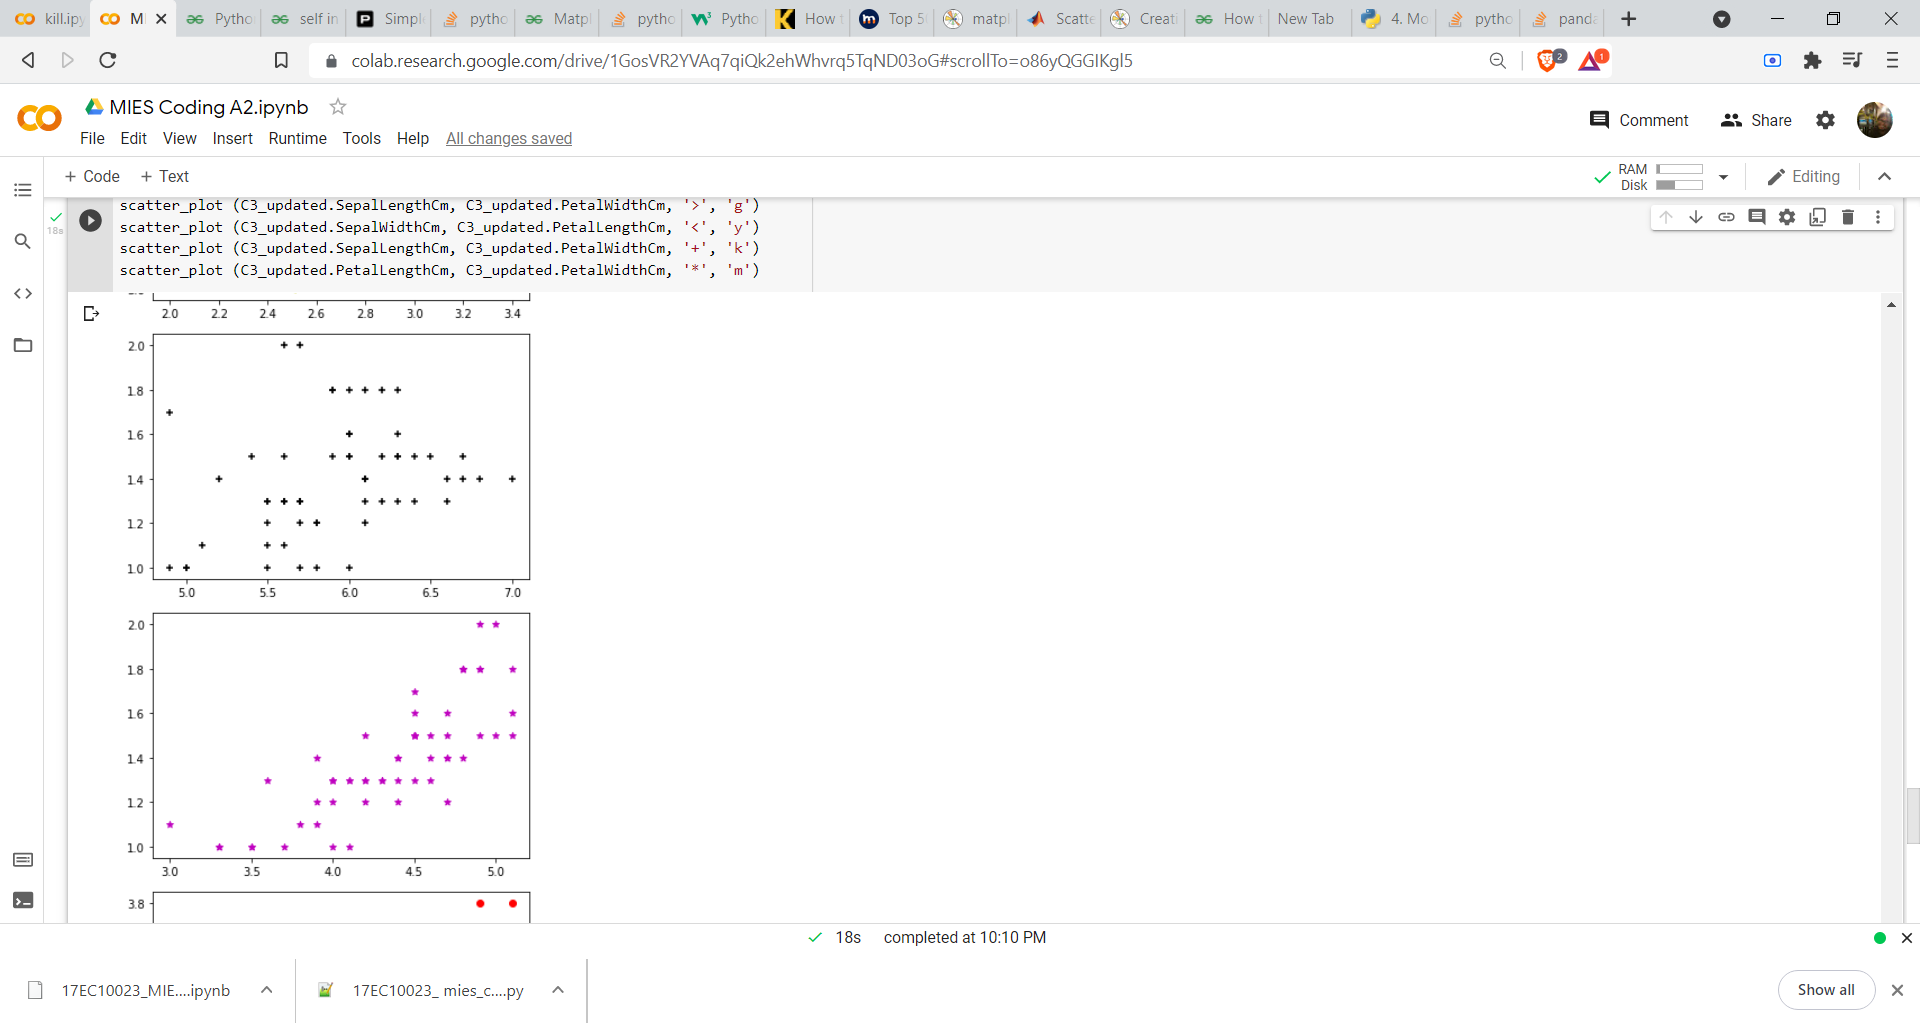 kill.ipy MI Pytho self in Simpl pytho Matpl pytho Pytho How t Top 5 matpl Scatte Creati How t New Tab 4. Mo pytho panda
colab.research.google.com/drive/1GosVR2YVAq7qiQk2ehWhvrq5TqND03oG#scrollTo=o86yQGGIKgl5 2 1
MIES Coding A2.ipynb
Comment Share
File Edit View Insert Runtime Tools Help All changes saved
+ Code + Text RAM Disk Editing
scatter_plot (C3_updated.SepalLengthCm, C3_updated.PetalWidthCm, '>', 'g')
18s
scatter_plot (C3_updated.SepalWidthCm, C3_updated.PetalLengthCm, '<', 'y')
scatter_plot (C3_updated.SepalLengthCm, C3_updated.PetalWidthCm, '+', 'k')
scatter_plot (C3_updated.PetalLengthCm, C3_updated.PetalWidthCm, '*', 'm')
2.0 2.2 2.4 2.6 2.8 3.0 3.2 3.4
2.0
1.8
1.6
1.4
1.2
1.0
5.0 5.5 6.0 6.5 7.0
2.0
1.8
1.6
1.4
1.2
1.0
3.0 3.5 4.0 4.5 5.0
3.8
18s completed at 10:10 PM
17EC10023_MIE....ipynb 17EC10023_ mies_c....py Show all